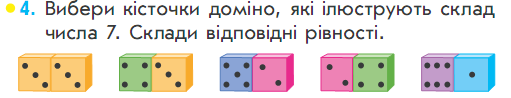 4. Вибери кісточки доміно, які ілюструють склад
числа 7. Склади відповідні рівності.